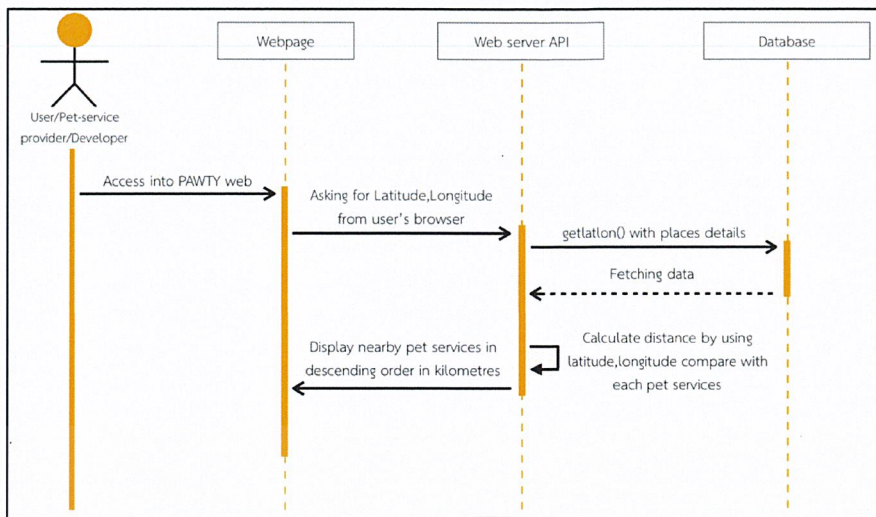 Webpage
Web server API
Database
User/Pet-service
provider/Developer
Access into PAWTY web
Asking for Latitude,Longitude
from user's browser
getlatlon() with places details
Fetching data
Calculate distance by using
latitude,longitude compare with
each pet services
Display nearby pet services in
descending order in kilometres